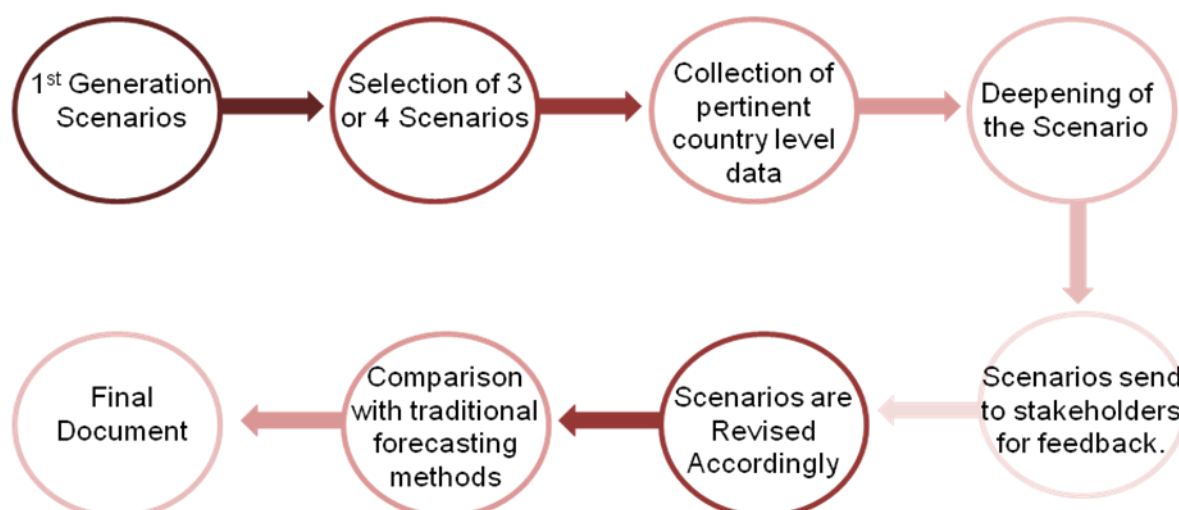 1st Generation
Scenarios
Selection of 3
or 4 Scenarios
Collection of
pertinent
country level
data
Deepening of
the Scenario
Scenarios send
to stakeholders
for feedback.
Scenarios are
Revised
Accordingly
Comparison
with traditional
forecasting
methods
Final
Document